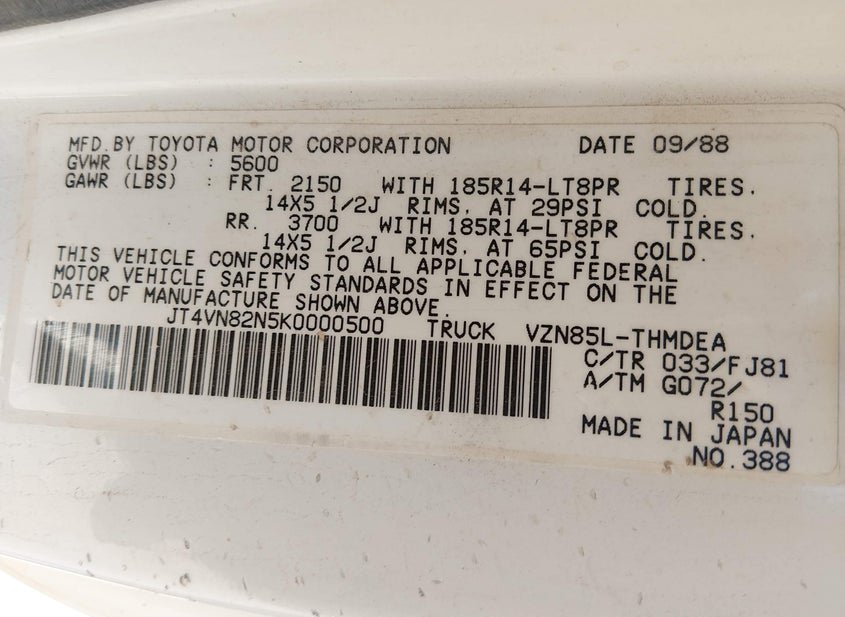 MFD.BY TOYOTA MOTOR CORPORATION DATE 09/88
GVWR (LBS) : 5600
GAWR (LBS) : FRT. 2150 WITH 185R14-LT8PR TIRES.
14X5 1/2J RIMS, AT 29PSI COLD.
RR. 3700 WITH 185R14-LT8PR TIRES.
14X5 1/2J RIMS, AT 65PSI COLD.
THIS VEHICLE CONFORMS TO ALL APPLICABLE FEDERAL
MOTOR VEHICLE SAFETY STANDARDS IN EFFECT ON THE
DATE OF MANUFACTURE SHOWN ABOVE.
JT4VN82N5K0000500 TRUCK VZN85L-THMDEA
C/TR 033/FJ81
A/TM G072/
R150
MADE IN JAPAN
NO.388